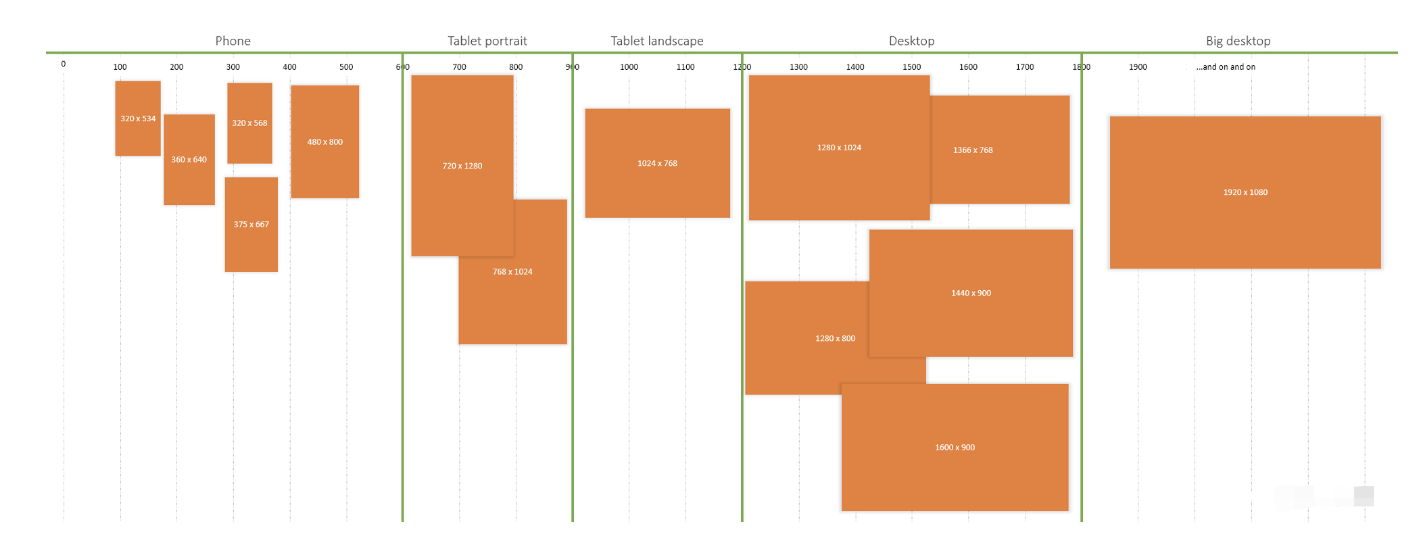 Phone
Tablet portrait
Tablet landscape
Desktop
Big desktop
0 100 200 300 400 500 600 700 800 900 1000 1100 1200 1300 1400 1500 1600 1700 1800 1900 ...and on and on
320 x 534
360 x 640
320 x 568
375 x 667
480 x 800
720 x 1280
768 x 1024
1024 x 768
1280 x 1024
1366 x 768
1440 x 900
1280 x 800
1600 x 900
1920 x 1080